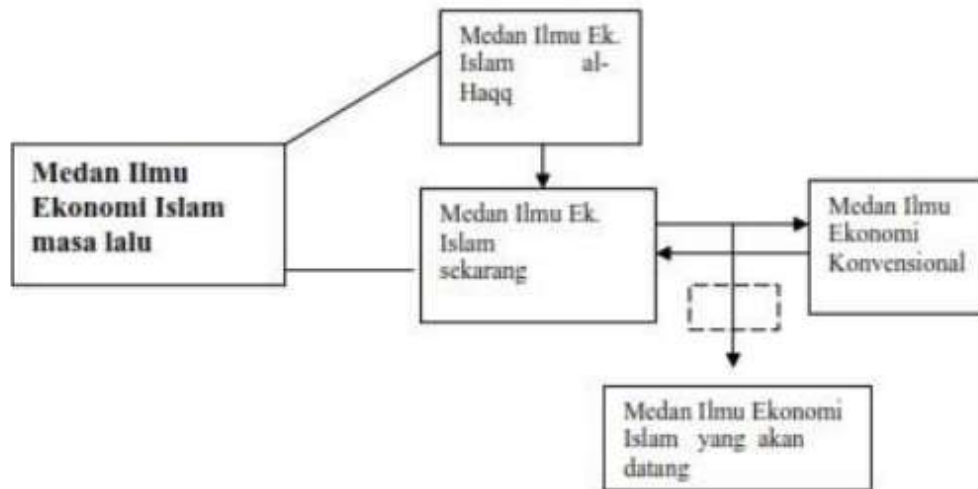 Medan Ilmu Ek.
Islam al-
Haqq
Medan Ilmu
Ekonomi Islam
masa lalu
Medan Ilmu Ek.
Islam
sekarang
Medan Ilmu
Ekonomi
Konvensional
Medan Ilmu Ekonomi
Islam yang akan
datang